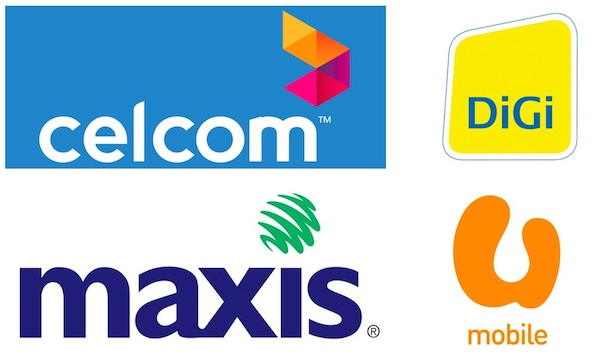 celcom™
DiGi
maxis®
u
mobile